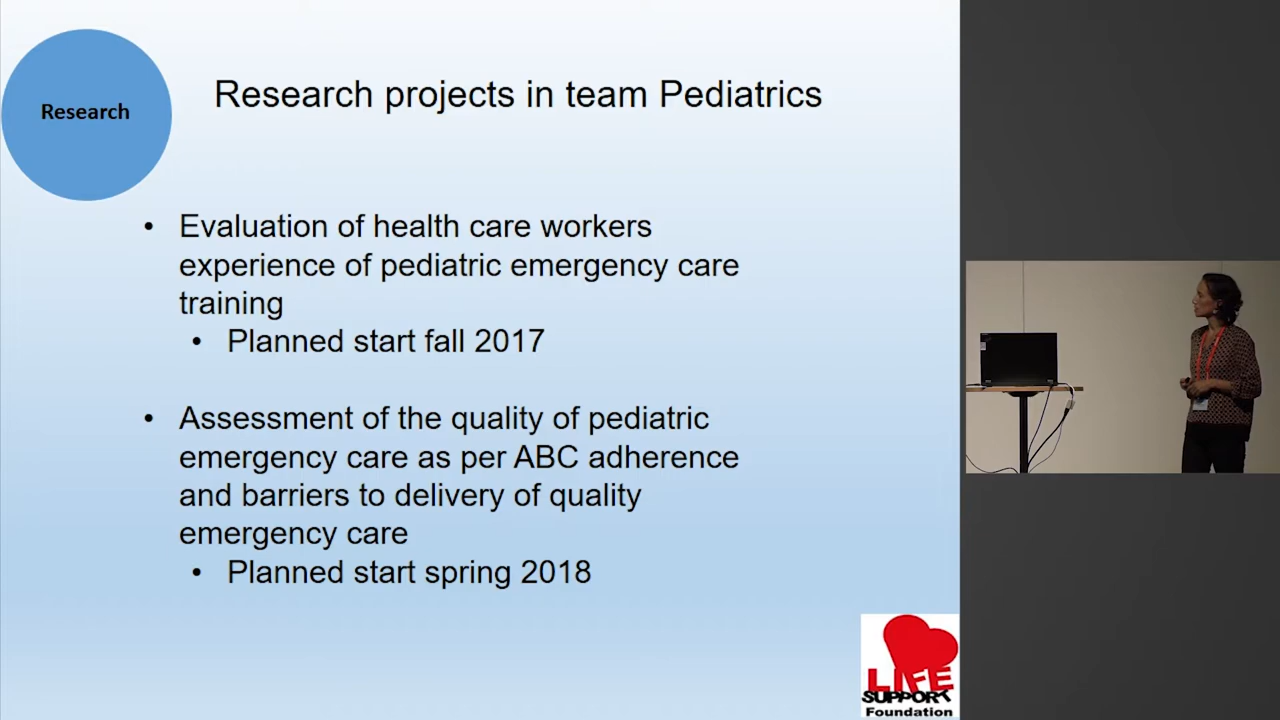 Research
Research projects in team Pediatrics
• Evaluation of health care workers
experience of pediatric emergency care
training
• Planned start fall 2017
• Assessment of the quality of pediatric
emergency care as per ABC adherence
and barriers to delivery of quality
emergency care
• Planned start spring 2018
LIFE
SUPPORT
Foundation